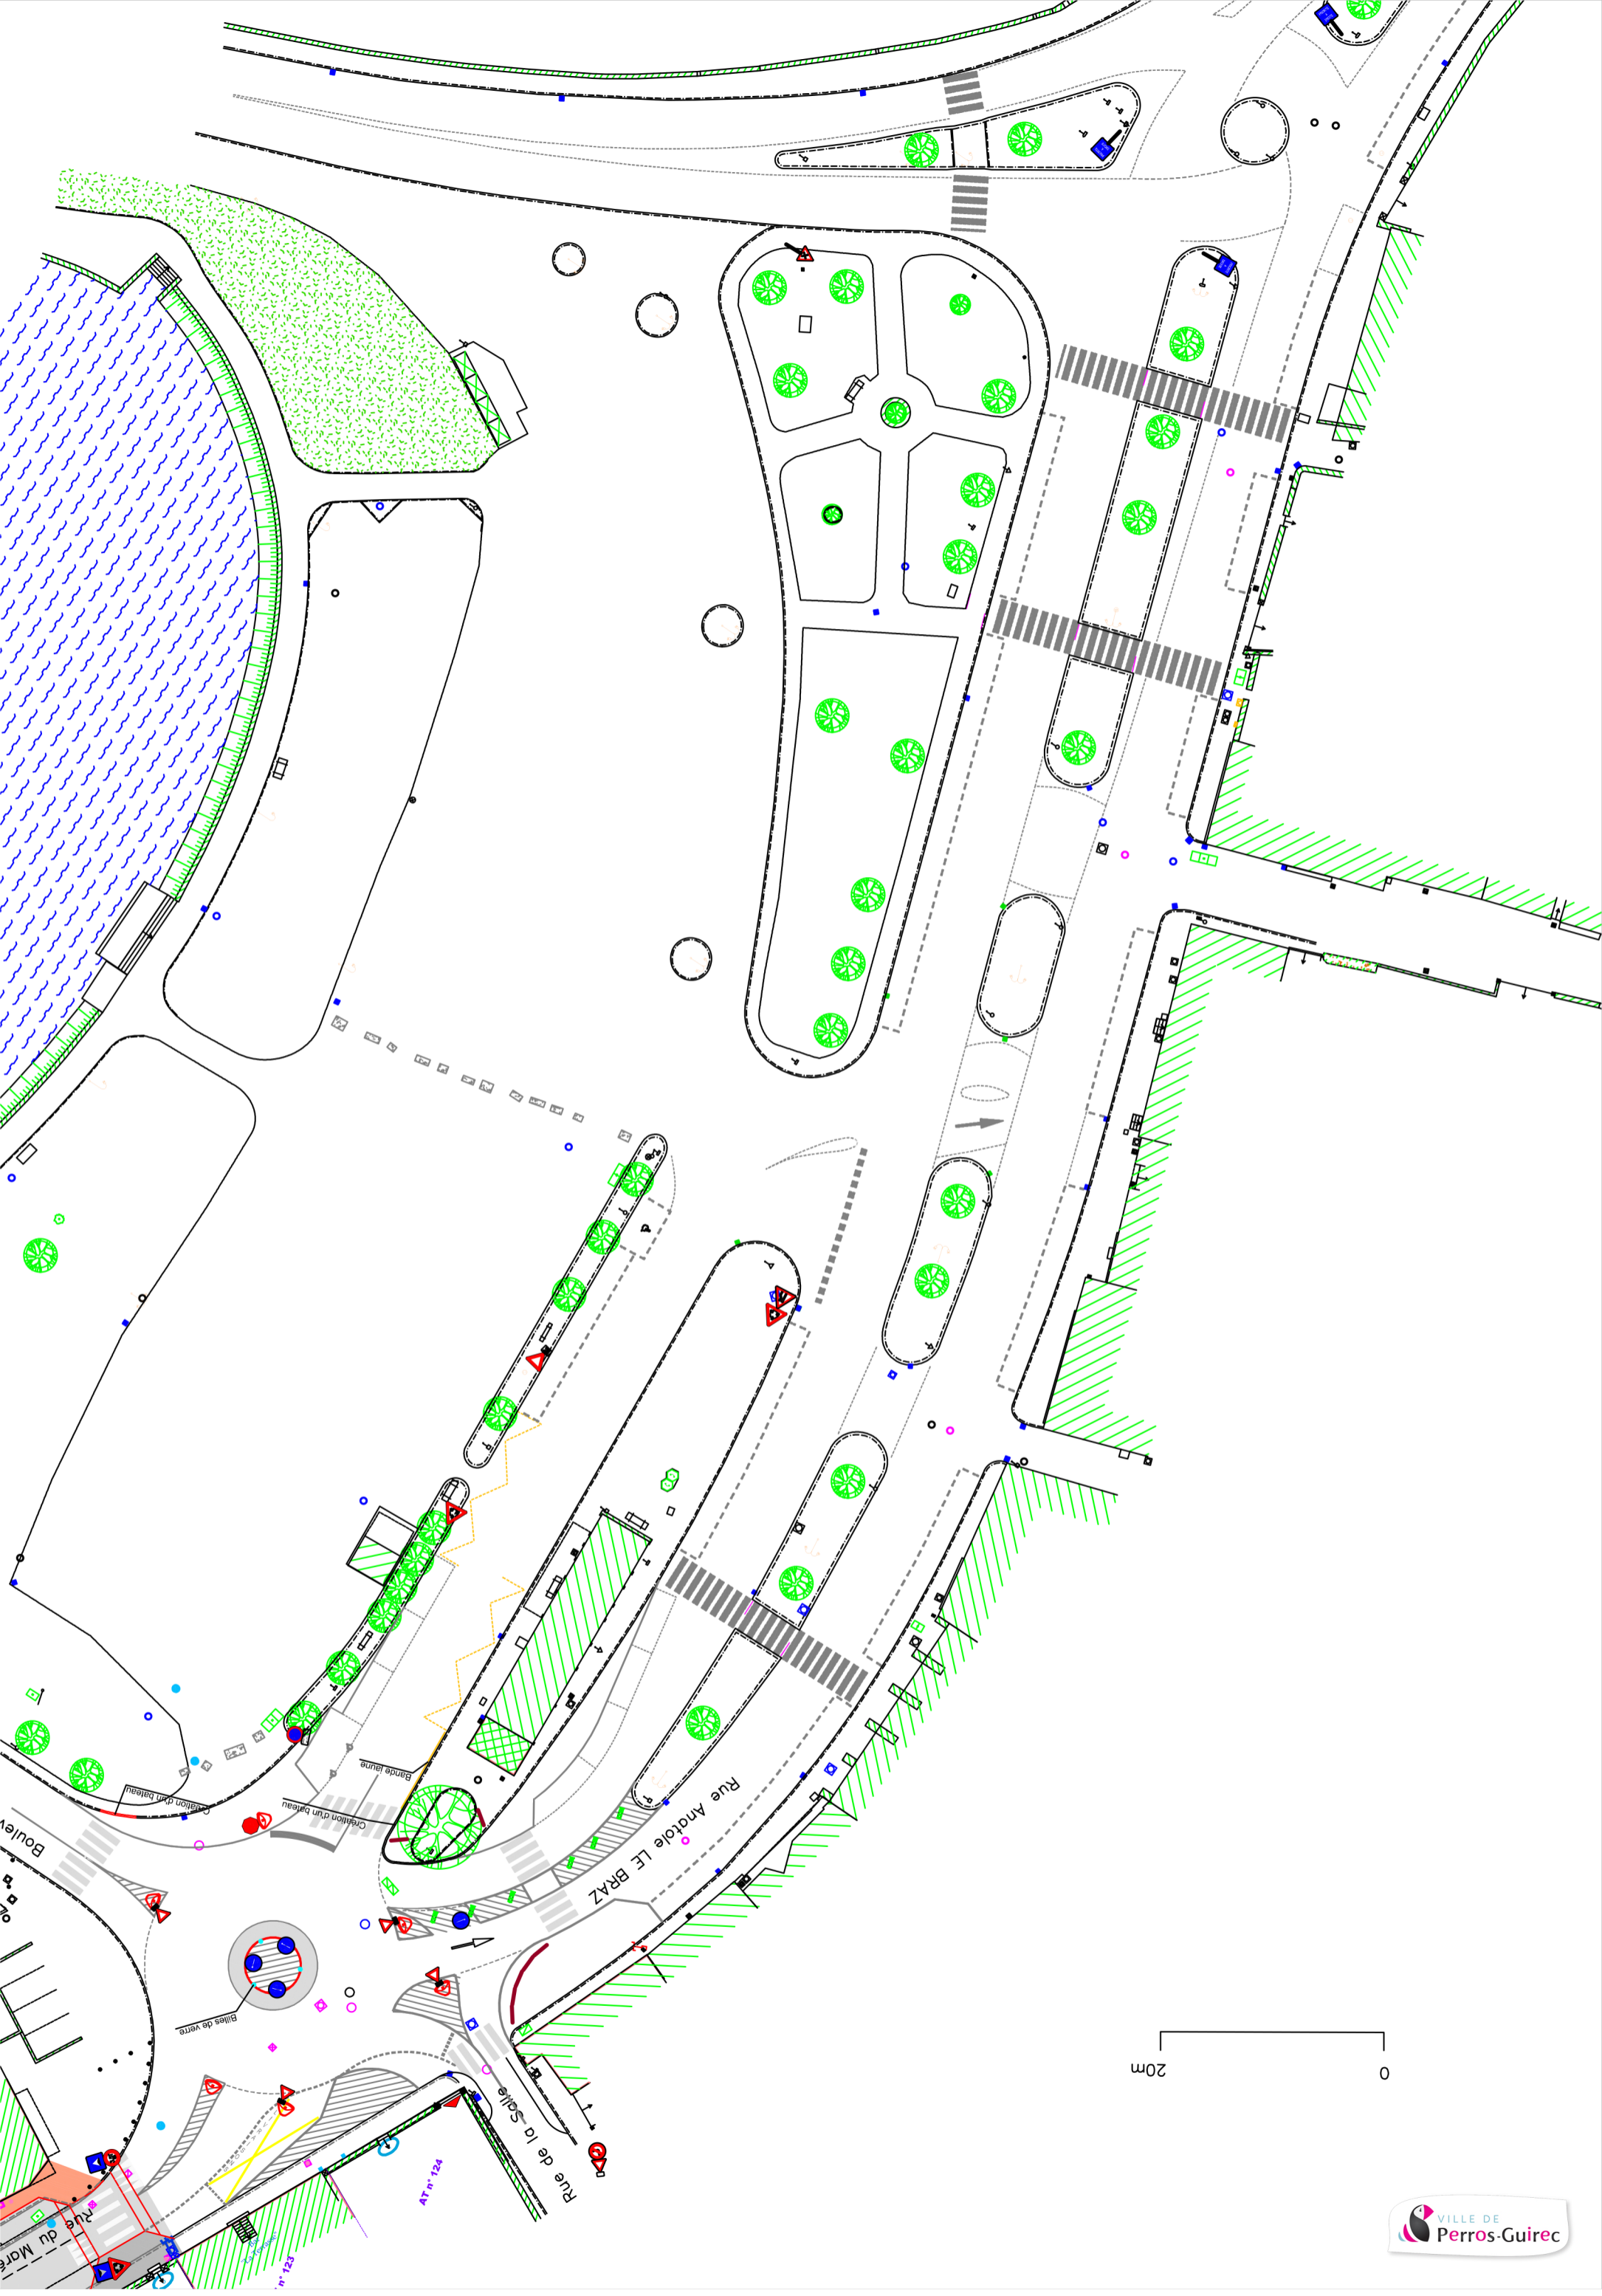 Bande jaune
Création d'un bateau
Création d'un bateau
Boulev
Rue Anatole LE BRAZ
Billes de verre
Rue de la Salle
AT n° 124
n° 123
Rue du Maré
20m
0
VILLE DE
Perros-Guirec